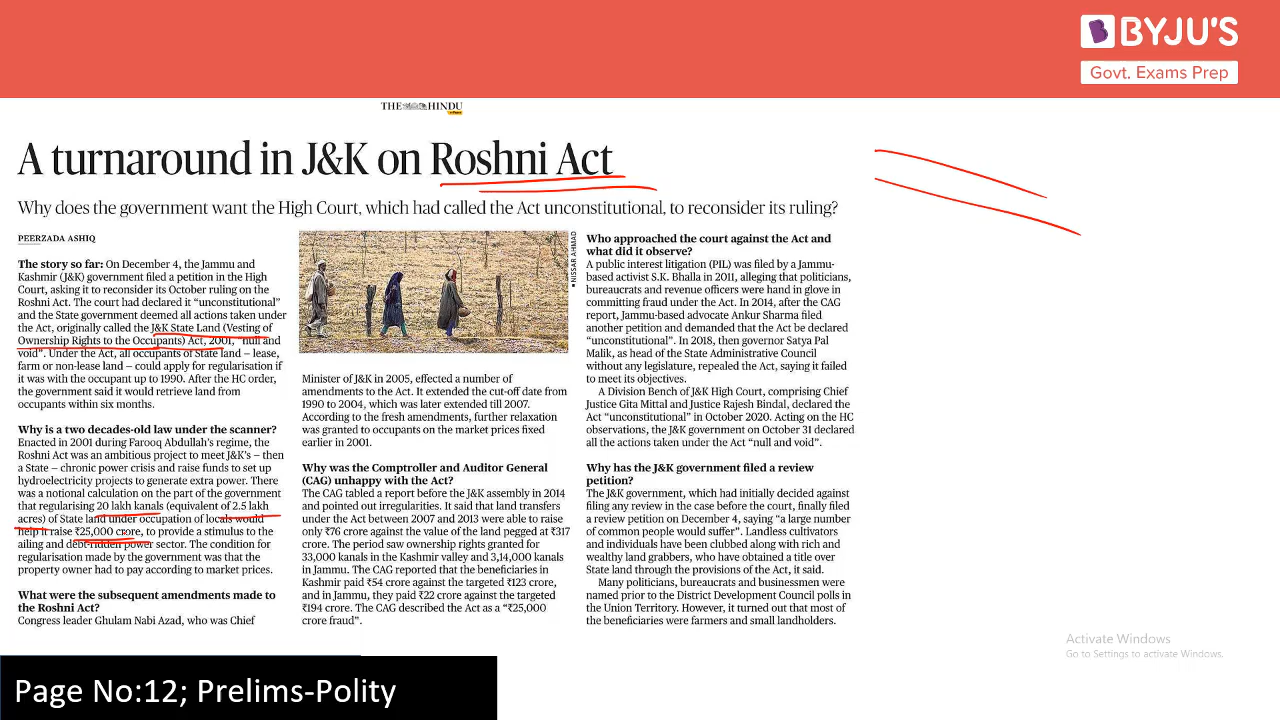 BYJU'S
Govt. Exams Prep
THE HINDU
A turnaround in J&K on Roshni Act
Why does the government want the High Court, which had called the Act unconstitutional, to reconsider its ruling?
PEERZADA ASHIQ
The story so far: On December 4, the Jammu and
Kashmir (J&K) government filed a petition in the High
Court, asking it to reconsider its October ruling on the
Roshni Act. The court had declared it “unconstitutional”
and the State government deemed all actions taken under
the Act, originally called the J&K State Land (Vesting of
Ownership Rights to the Occupants) Act, 2001, “null and
void”. Under the Act, all occupants of State land – lease,
farm or non-lease land – could apply for regularisation if
it was with the occupant up to 1990. After the HC order,
the government said it would retrieve land from
occupants within six months.
Why is a two decades-old law under the scanner?
Enacted in 2001 during Farooq Abdullah’s regime, the
Roshni Act was an ambitious project to meet J&K’s – then
a State – chronic power crisis and raise funds to set up
hydroelectricity projects to generate extra power. There
was a notional calculation on the part of the government
that regularising 20 lakh kanals (equivalent of 2.5 lakh
acres) of State land under occupation of locals would
help it raise ₹25,000 crore, to provide a stimulus to the
ailing and debt-ridden power sector. The condition for
regularisation made by the government was that the
property owner had to pay according to market prices.
What were the subsequent amendments made to
the Roshni Act?
Congress leader Ghulam Nabi Azad, who was Chief
■ NISSAR AHMAD
Minister of J&K in 2005, effected a number of
amendments to the Act. It extended the cut-off date from
1990 to 2004, which was later extended till 2007.
According to the fresh amendments, further relaxation
was granted to occupants on the market prices fixed
earlier in 2001.
Why was the Comptroller and Auditor General
(CAG) unhappy with the Act?
The CAG tabled a report before the J&K assembly in 2014
and pointed out irregularities. It said that land transfers
under the Act between 2007 and 2013 were able to raise
only ₹76 crore against the value of the land pegged at ₹317
crore. The period saw ownership rights granted for
33,000 kanals in the Kashmir valley and 3,14,000 kanals
in Jammu. The CAG reported that the beneficiaries in
Kashmir paid ₹54 crore against the targeted ₹123 crore,
and in Jammu, they paid ₹22 crore against the targeted
₹194 crore. The CAG described the Act as a “₹25,000
crore fraud”.
Who approached the court against the Act and
what did it observe?
A public interest litigation (PIL) was filed by a Jammu-
based activist S.K. Bhalla in 2011, alleging that politicians,
bureaucrats and revenue officers were hand in glove in
committing fraud under the Act. In 2014, after the CAG
report, Jammu-based advocate Ankur Sharma filed
another petition and demanded that the Act be declared
“unconstitutional”. In 2018, then governor Satya Pal
Malik, as head of the State Administrative Council
without any legislature, repealed the Act, saying it failed
to meet its objectives.
A Division Bench of J&K High Court, comprising Chief
Justice Gita Mittal and Justice Rajesh Bindal, declared the
Act “unconstitutional” in October 2020. Acting on the HC
observations, the J&K government on October 31 declared
all the actions taken under the Act “null and void”.
Why has the J&K government filed a review
petition?
The J&K government, which had initially decided against
filing any review in the case before the court, finally filed
a review petition on December 4, saying “a large number
of common people would suffer”. Landless cultivators
and individuals have been clubbed along with rich and
wealthy land grabbers, who have obtained a title over
State land through the provisions of the Act, it said.
Many politicians, bureaucrats and businessmen were
named prior to the District Development Council polls in
the Union Territory. However, it turned out that most of
the beneficiaries were farmers and small landholders.
Activate Windows
Go to Settings to activate Windows.
Page No:12; Prelims-Polity